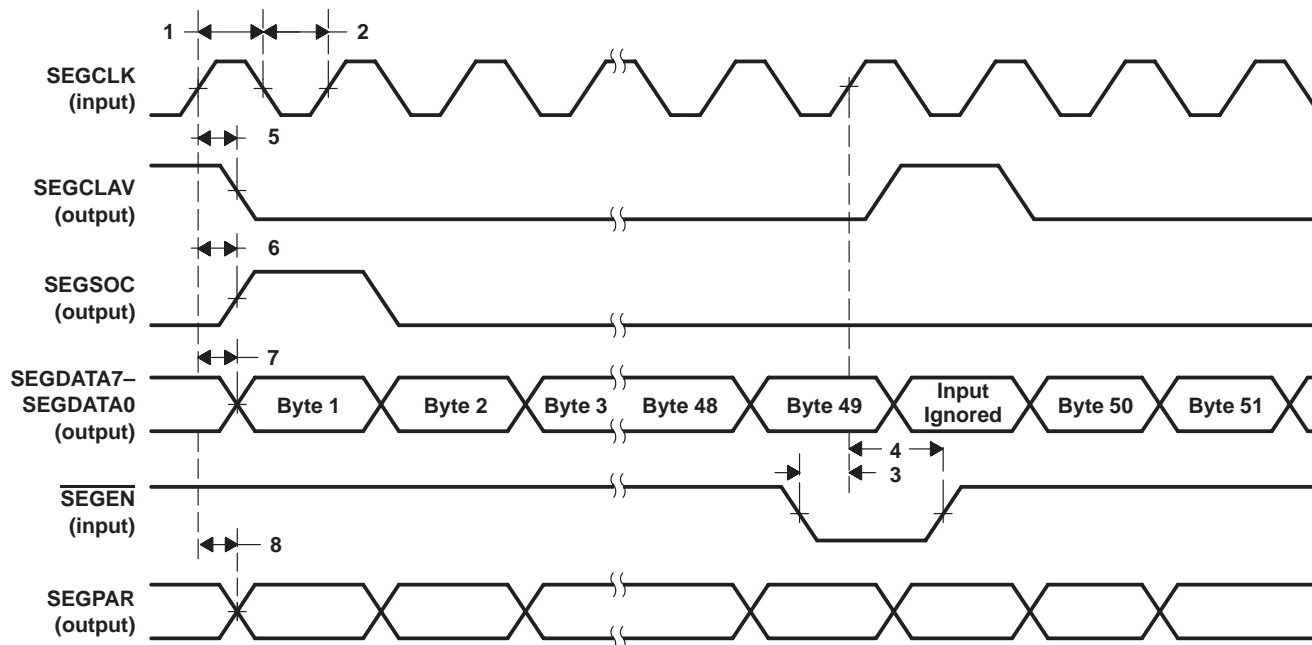 1 2
SEGCLK
(input)
5
SEGCLAV
(output)
6
SEGSOC
(output)
7
SEGDATA7–
SEGDATA0
(output)
Byte 1 Byte 2 Byte 3 Byte 48 Byte 49 Input Ignored Byte 50 Byte 51
4
3
SEGEN
(input)
8
SEGPAR
(output)